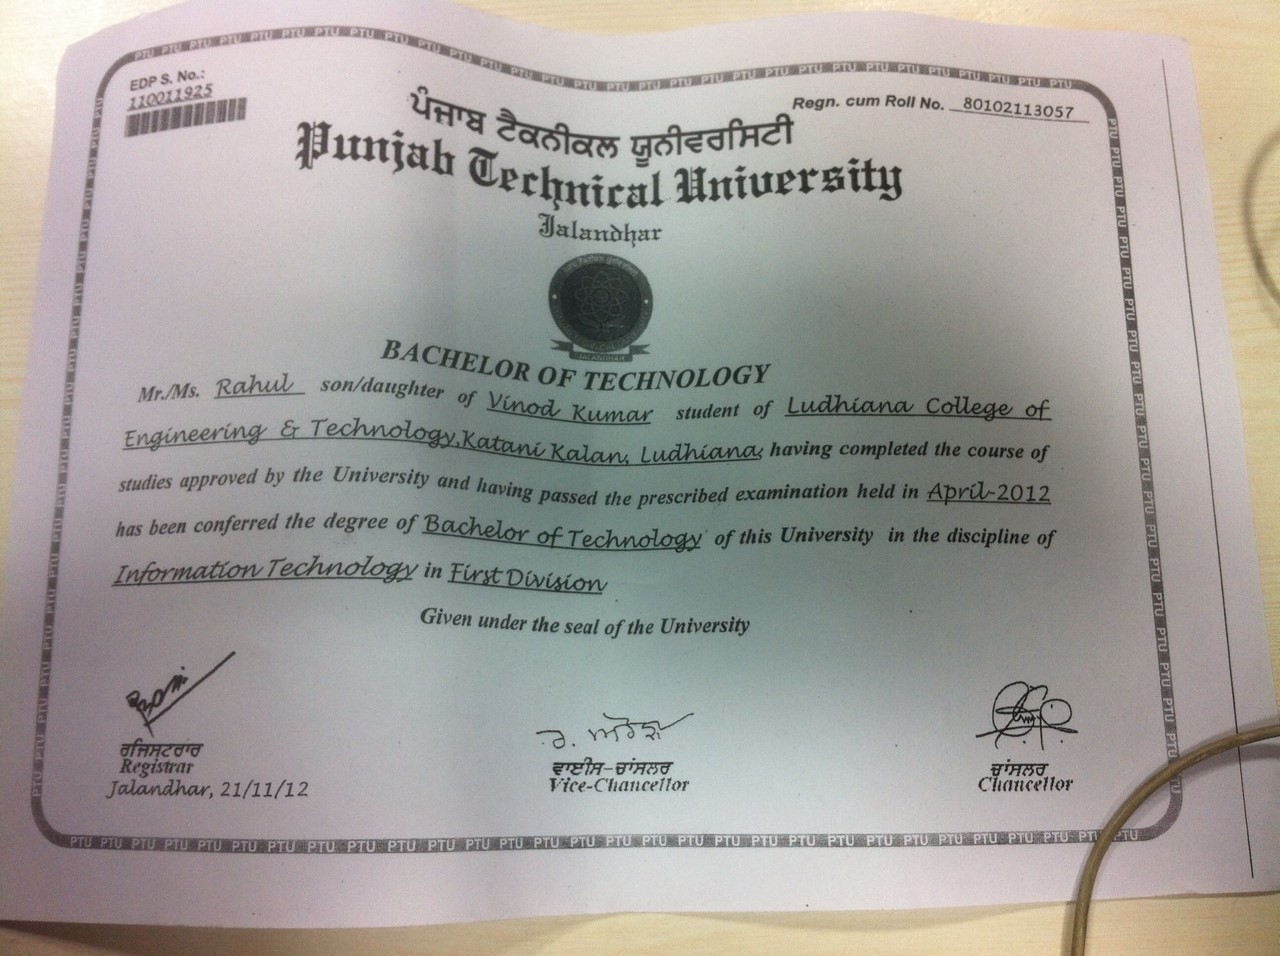 EDP S. No.:
110011925
Regn. cum Roll No. 80102113057
ਪੰਜਾਬ ਟੈਕਨੀਕਲ ਯੂਨੀਵਰਸਿਟੀ
Punjab Technical University
Jalandhar
JALANDHAR
BACHELOR OF TECHNOLOGY
Mr./Ms. Rahul son/daughter of Vinod Kumar student of Ludhiana College of
Engineering & Technology,Katani Kalan, Ludhiana, having completed the course of
studies approved by the University and having passed the prescribed examination held in April-2012
has been conferred the degree of Bachelor of Technology of this University in the discipline of
Information Technology in First Division
Given under the seal of the University
ਰਜਿਸਟਰਾਰ
Registrar
Jalandhar, 21/11/12
ਵਾਈਸ-ਚਾਂਸਲਰ
Vice-Chancellor
ਚਾਂਸਲਰ
Chancellor